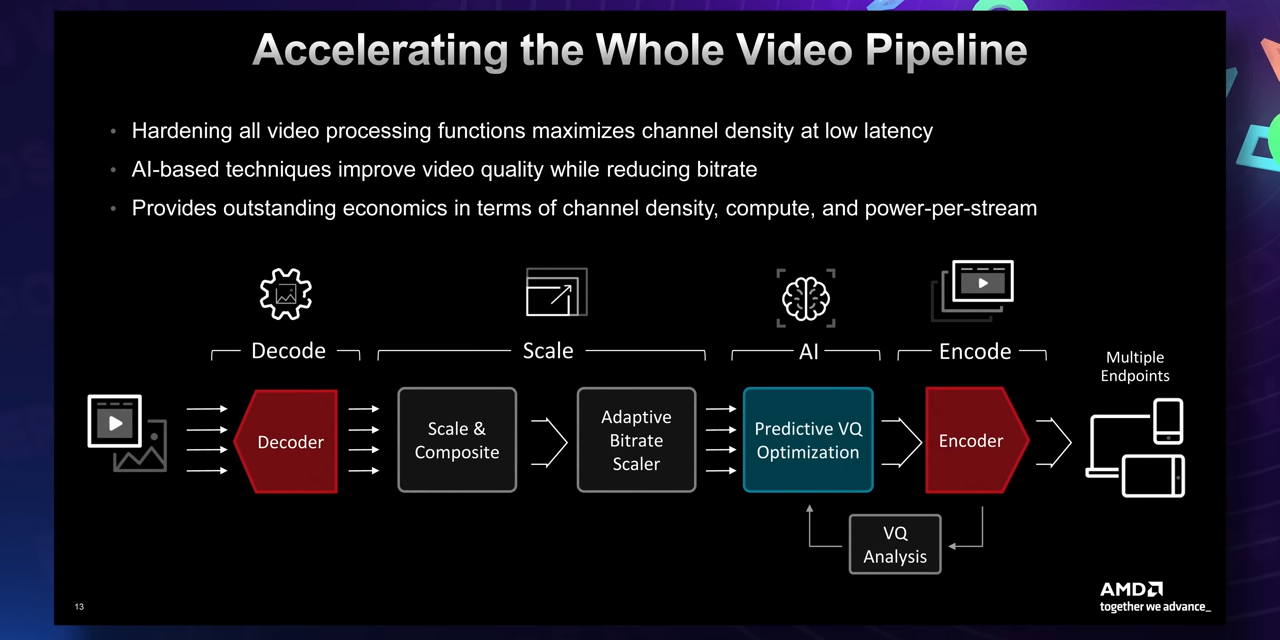 Accelerating the Whole Video Pipeline
• Hardening all video processing functions maximizes channel density at low latency
• AI-based techniques improve video quality while reducing bitrate
• Provides outstanding economics in terms of channel density, compute, and power-per-stream
Decode
Scale
AI
Encode
Multiple
Endpoints
Decoder
Scale &
Composite
Adaptive
Bitrate
Scaler
Predictive VQ
Optimization
Encoder
VQ
Analysis
13
AMD
together we advance_